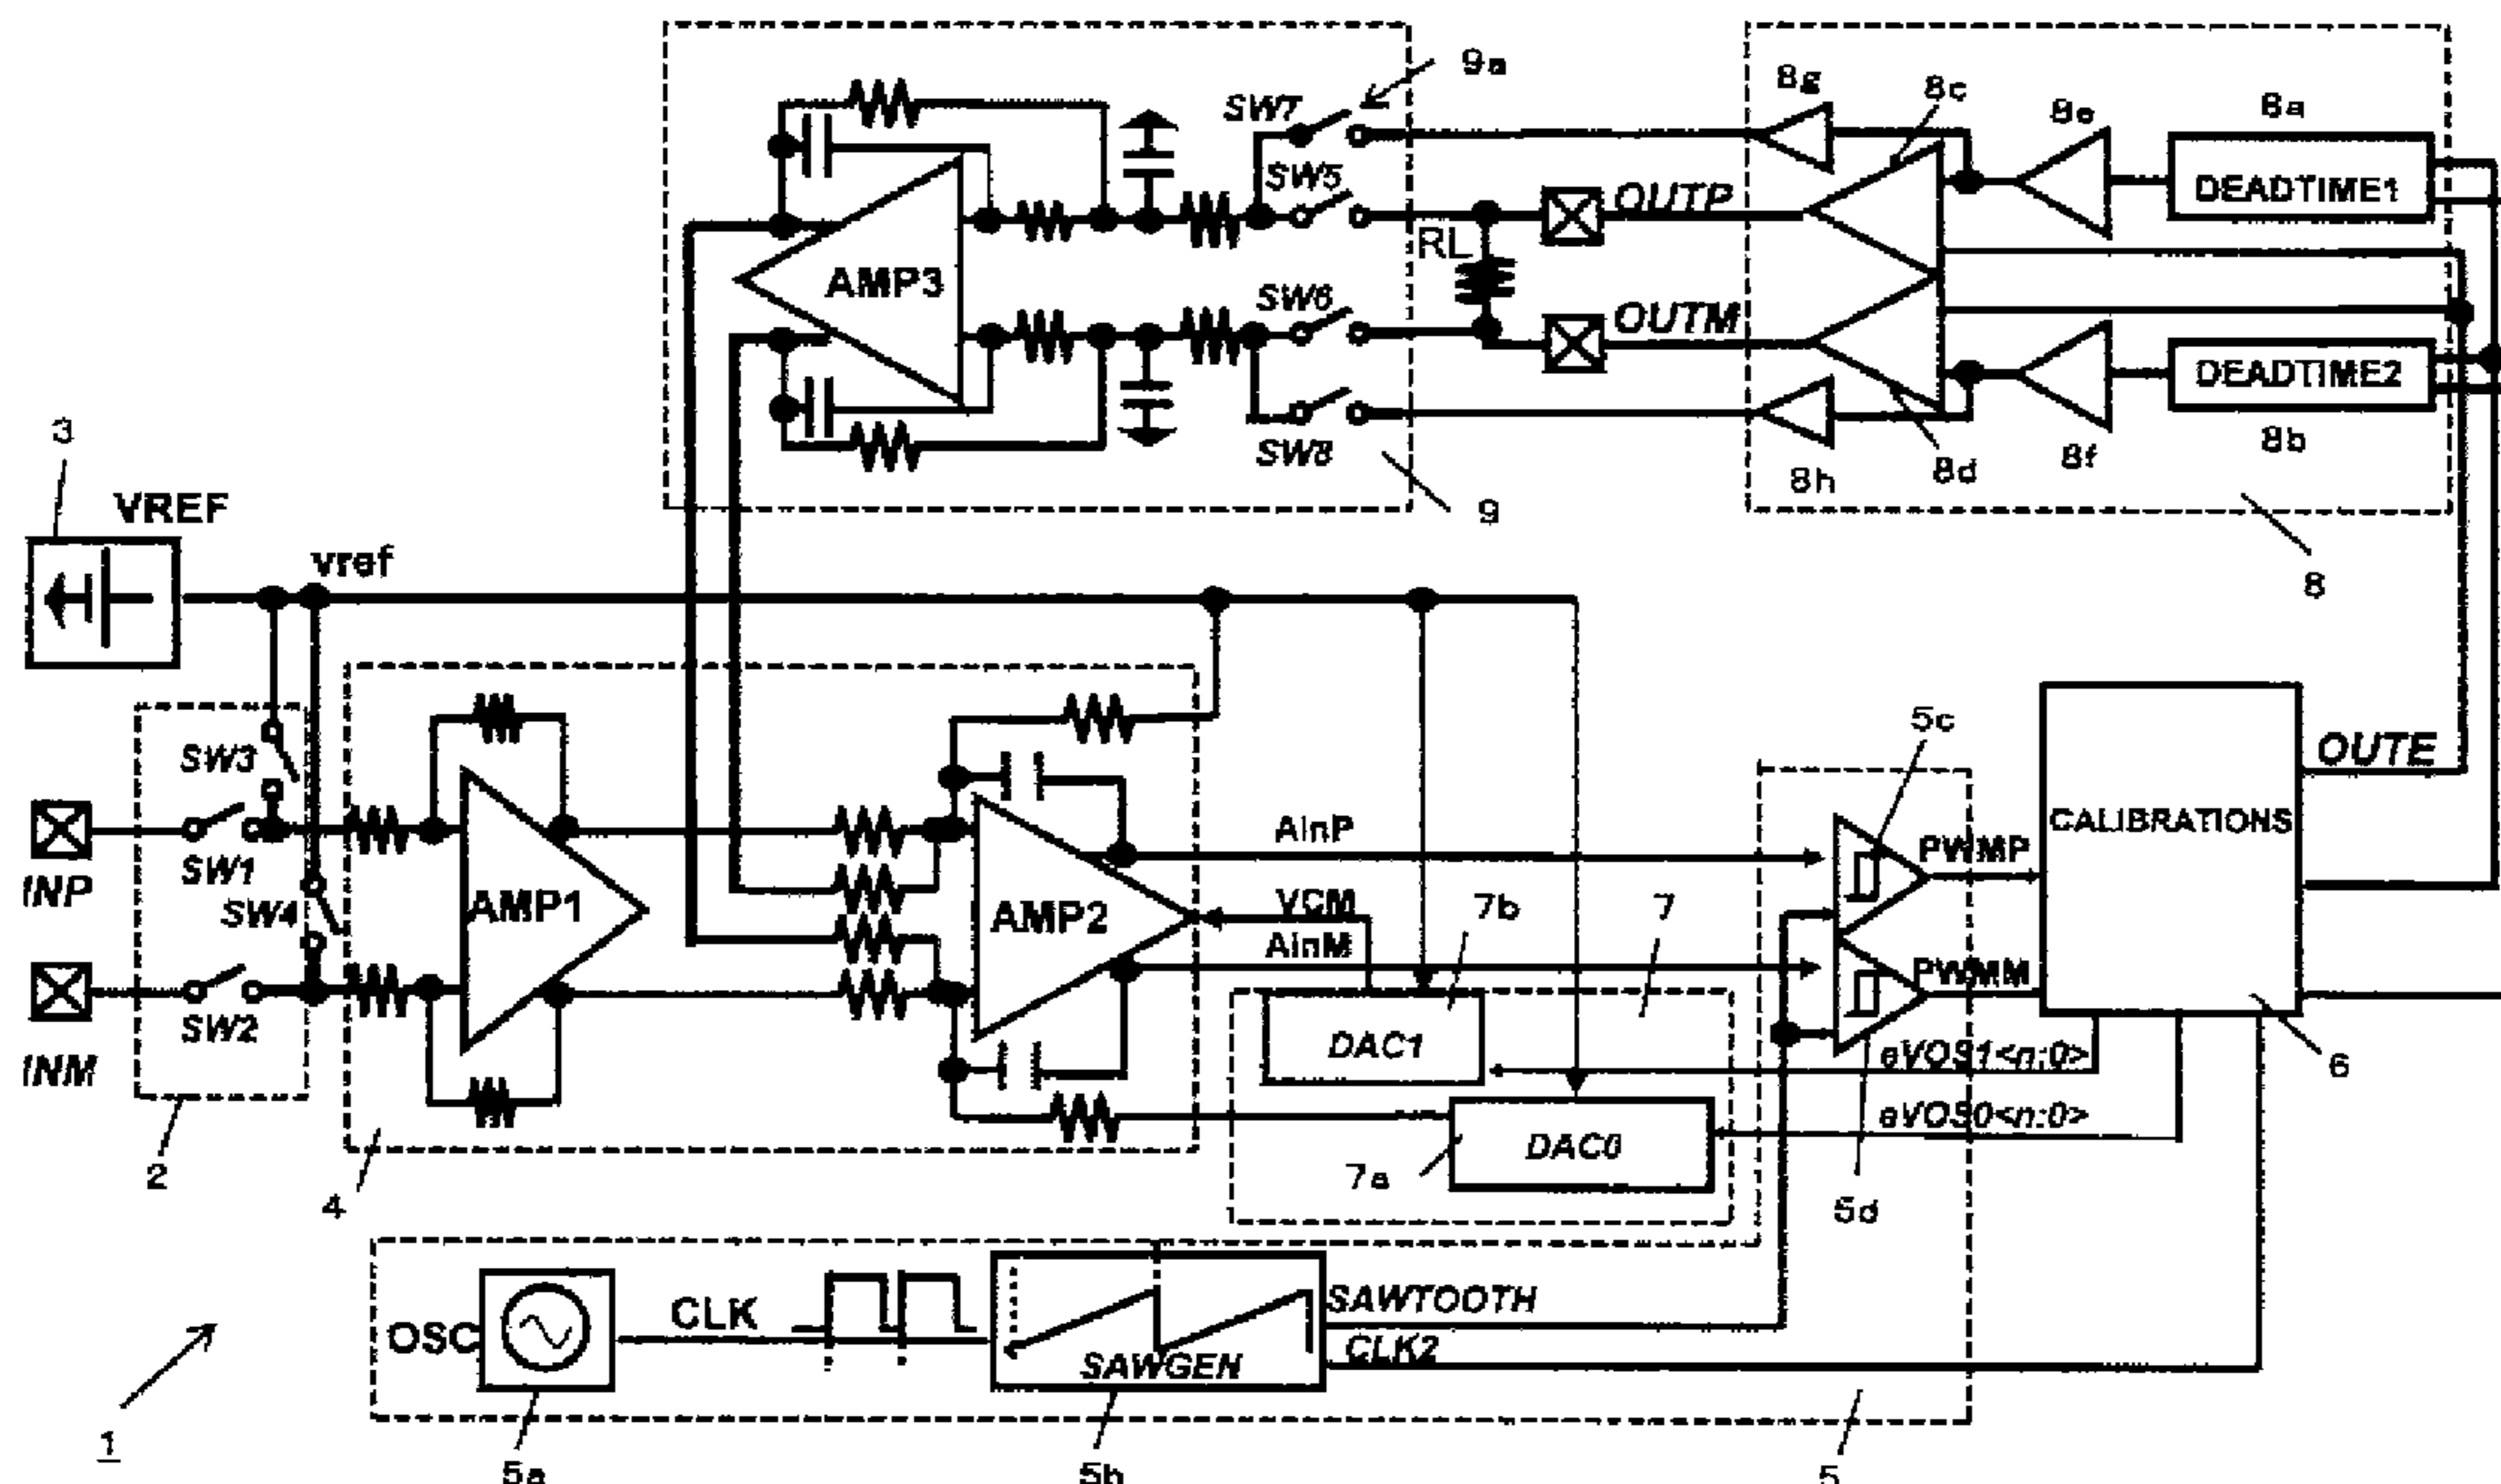 9a
SW7
8g
8c
8e
8a
DEADTIME1
SW5
OUTP
RL
AMP3
SW6
OUTM
DEADTIME2
SW8
8h
8d
8f
8b
9
8
3
VREF
vref
SW3
SW1
INP
SW4
SW2
INM
2
4
AMP1
AMP2
AInP
VCM
AInM
7b
7
5c
PWMP
PWMM
CALIBRATIONS
OUTE
6
DAC1
eVOS1<n:0>
eVOS0<n:0>
DAC0
7a
5d
OSC
CLK
SAWGEN
SAWTOOTH
CLK2
1
5a
5b
5